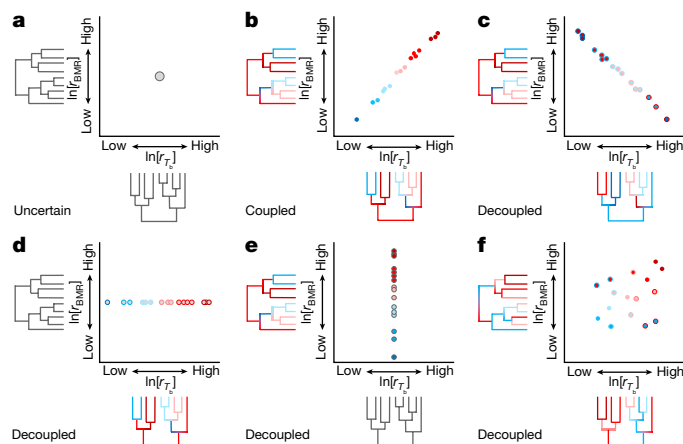 a
High
ln[rBMR]
Low
Low High
ln[rTb]
Uncertain
b
High
ln[rBMR]
Low
Low High
ln[rTb]
Coupled
c
High
ln[rBMR]
Low
Low High
ln[rTb]
Decoupled
d
High
ln[rBMR]
Low
Low High
ln[rTb]
Decoupled
e
High
ln[rBMR]
Low
Low High
ln[rTb]
Decoupled
f
High
ln[rBMR]
Low
Low High
ln[rTb]
Decoupled